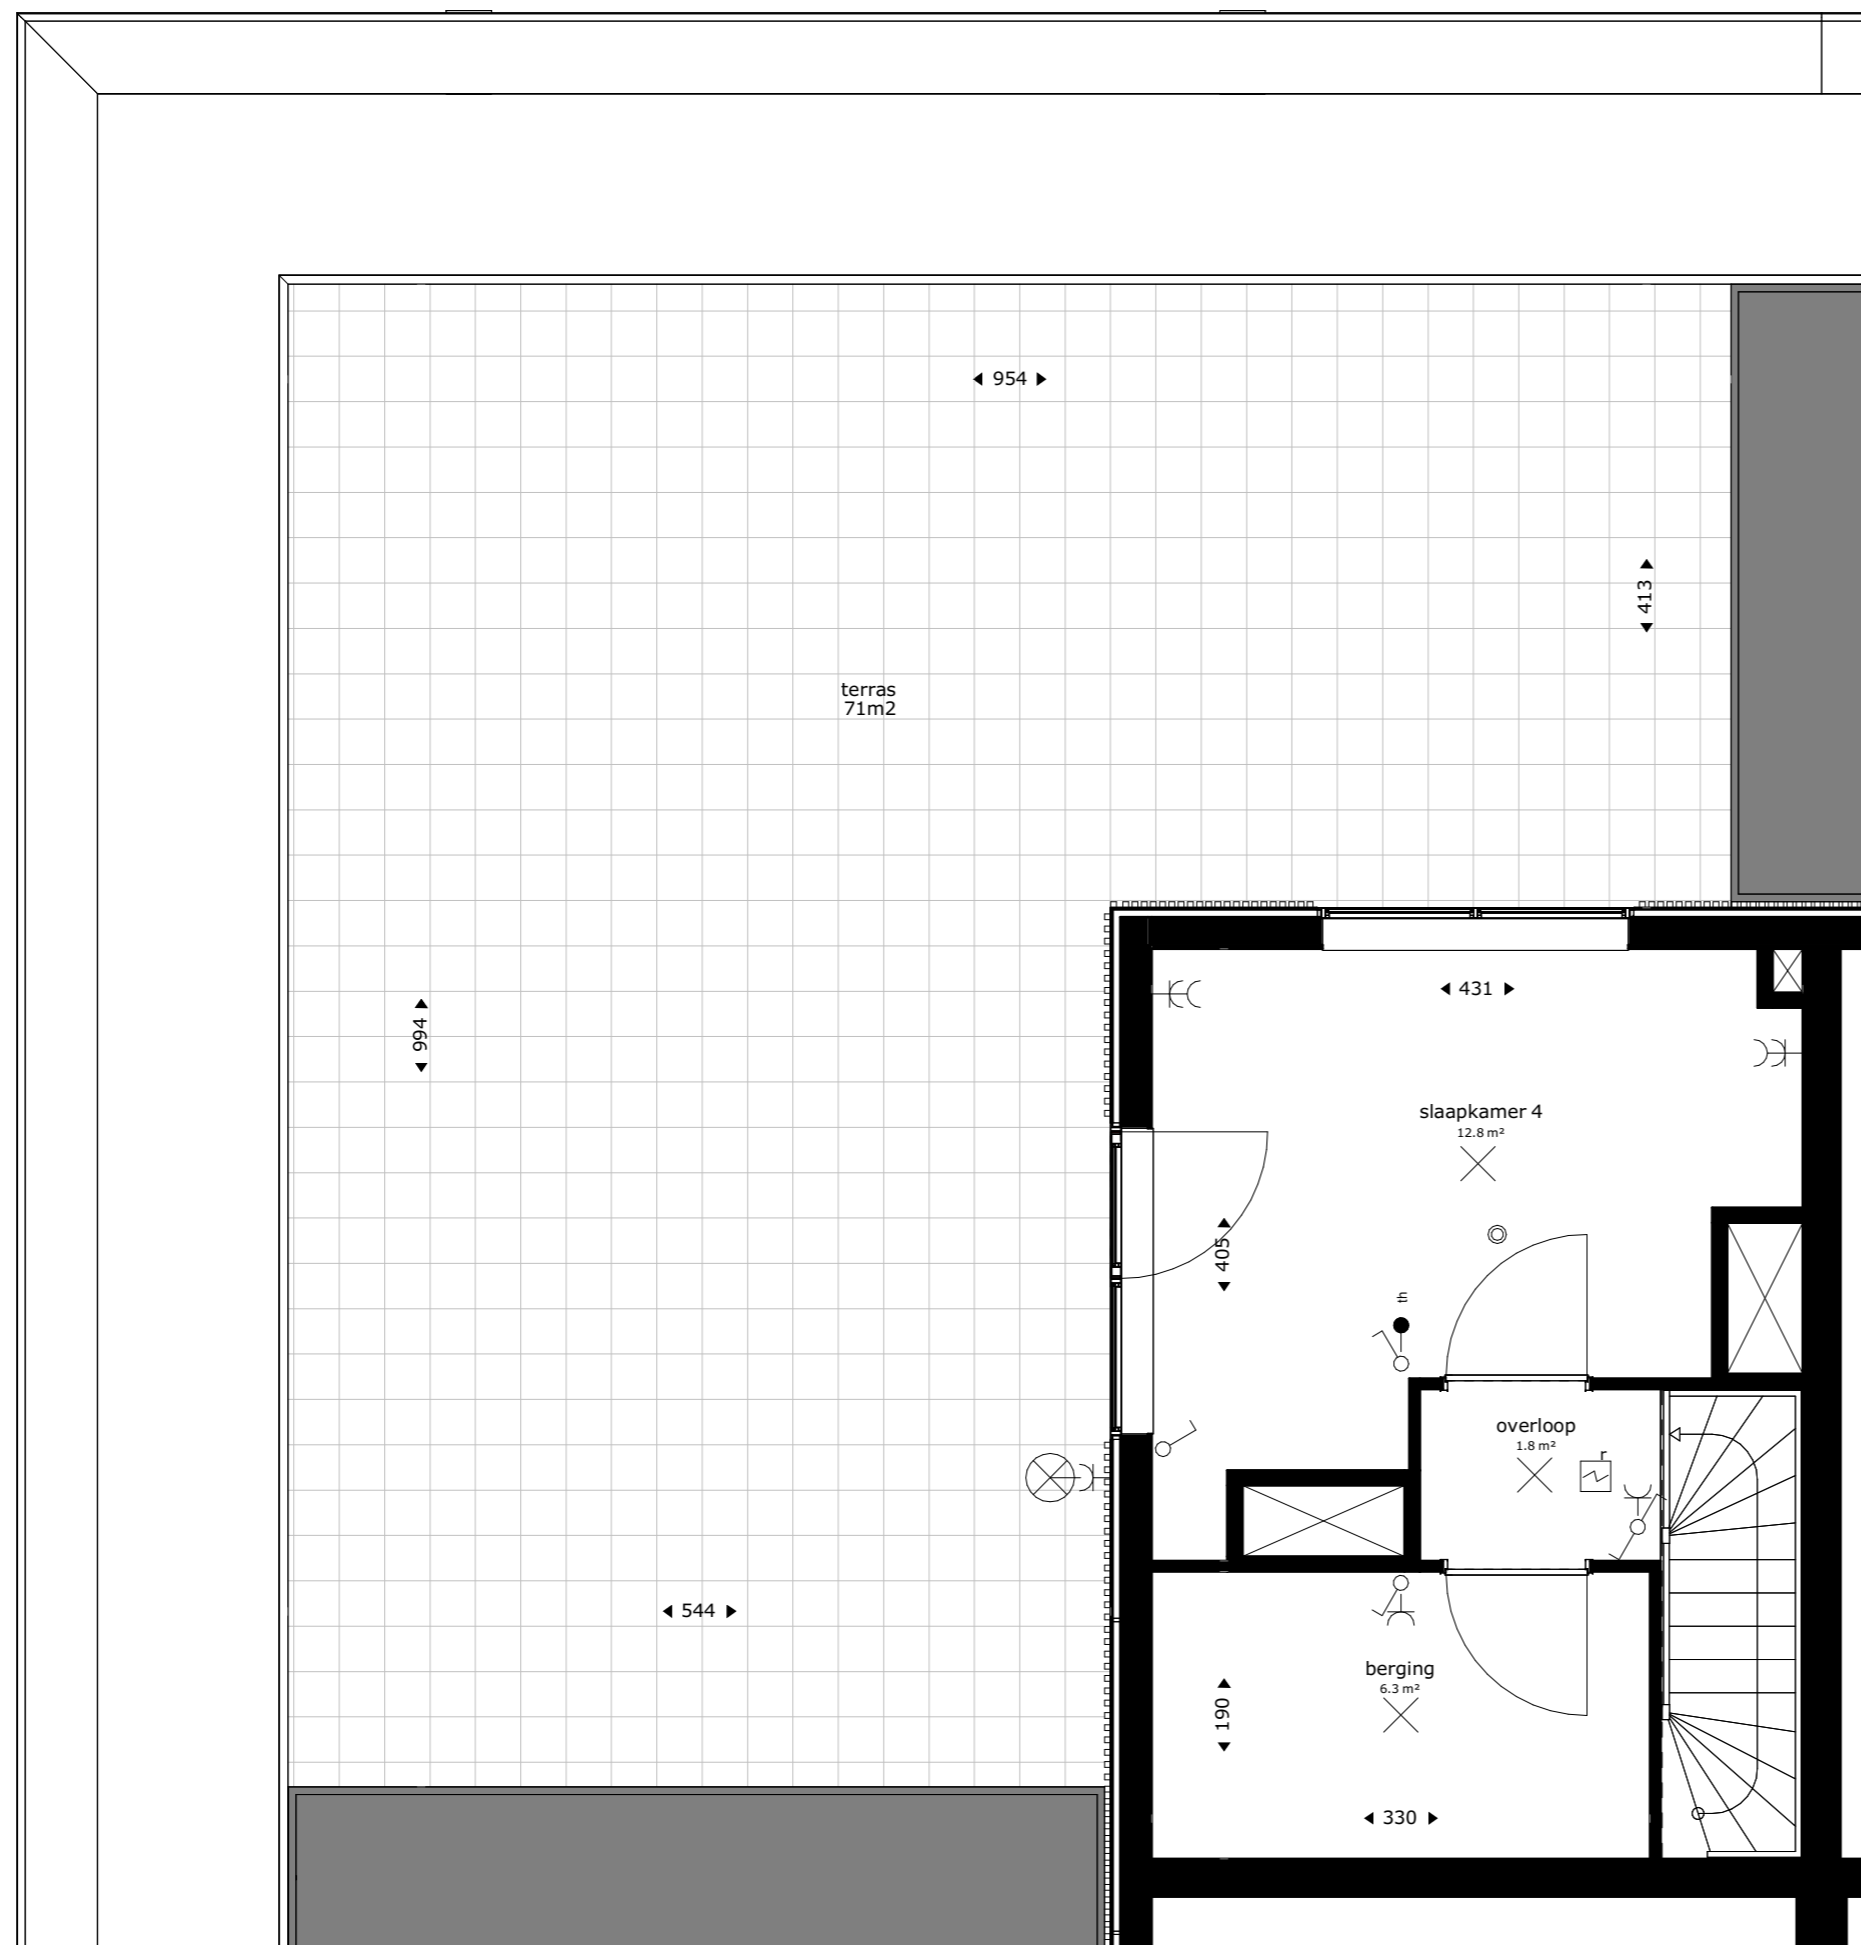 954
413
terras
71m2
431
994
slaapkamer 4
12.8 m²
405
th
overloop
1.8 m²
r
544
berging
6.3 m²
190
330